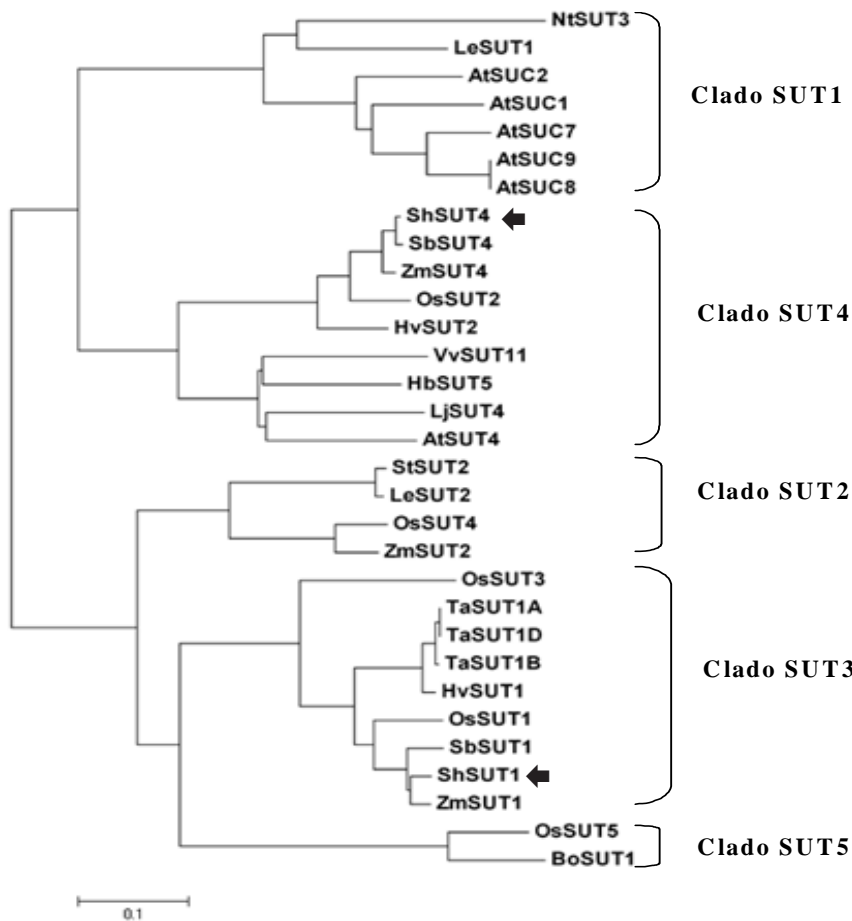 NtSUT3
LeSUT1
AtSUC2
AtSUC1
AtSUC7
AtSUC9
AtSUC8
Clado SUT1
ShSUT4
SbSUT4
ZmSUT4
OsSUT2
HvSUT2
VvSUT11
HbSUT5
LjSUT4
AtSUT4
Clado SUT4
StSUT2
LeSUT2
OsSUT4
ZmSUT2
Clado SUT2
OsSUT3
TaSUT1A
TaSUT1D
TaSUT1B
HvSUT1
OsSUT1
SbSUT1
ShSUT1
ZmSUT1
Clado SUT3
OsSUT5
BoSUT1
Clado SUT5
0.1